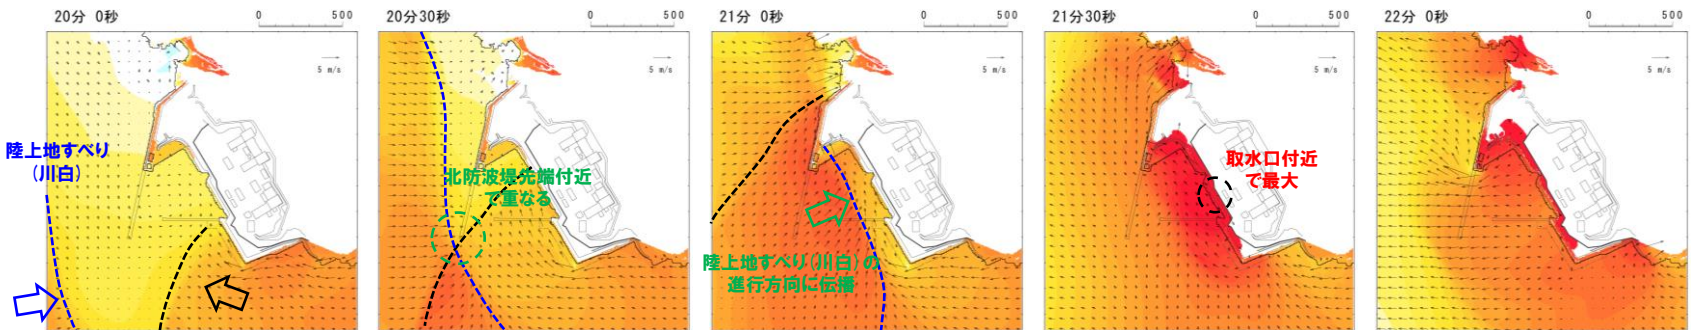 20分 0秒
0 500
20分30秒
0 500
21分 0秒
0 500
21分30秒
0 500
22分 0秒
0 500
5 m/s
5 m/s
5 m/s
5 m/s
5 m/s
陸上地すべり
(川白)
北防波堤先端付近
で重なる
陸上地すべり(川白)の
進行方向に伝播
取水口付近
で最大